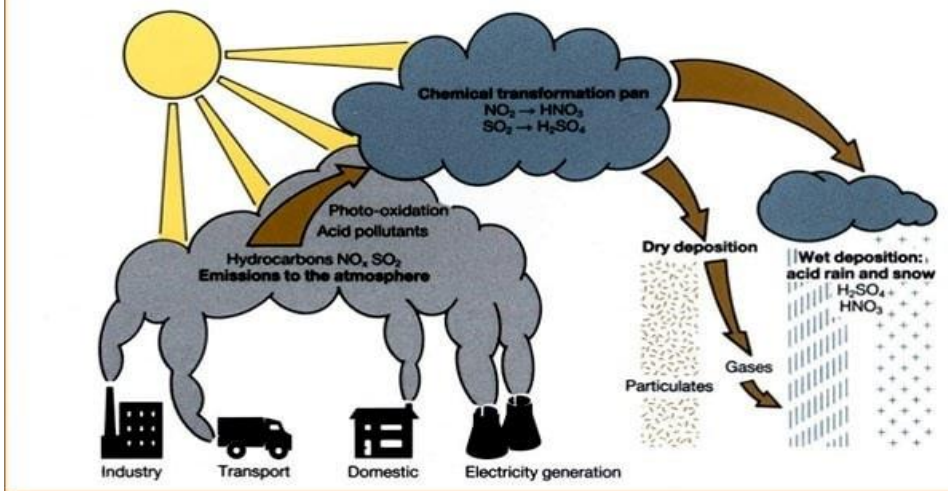 Chemical transformation pan
NO₂ → HNO₃
SO₂ → H₂SO₄
Photo-oxidation
Acid pollutants
Hydrocarbons NOₓ SO₂
Emissions to the atmosphere
Dry deposition
Wet deposition:
acid rain and snow
H₂SO₄
HNO₃
Gases
Particulates
Industry
Transport
Domestic
Electricity generation